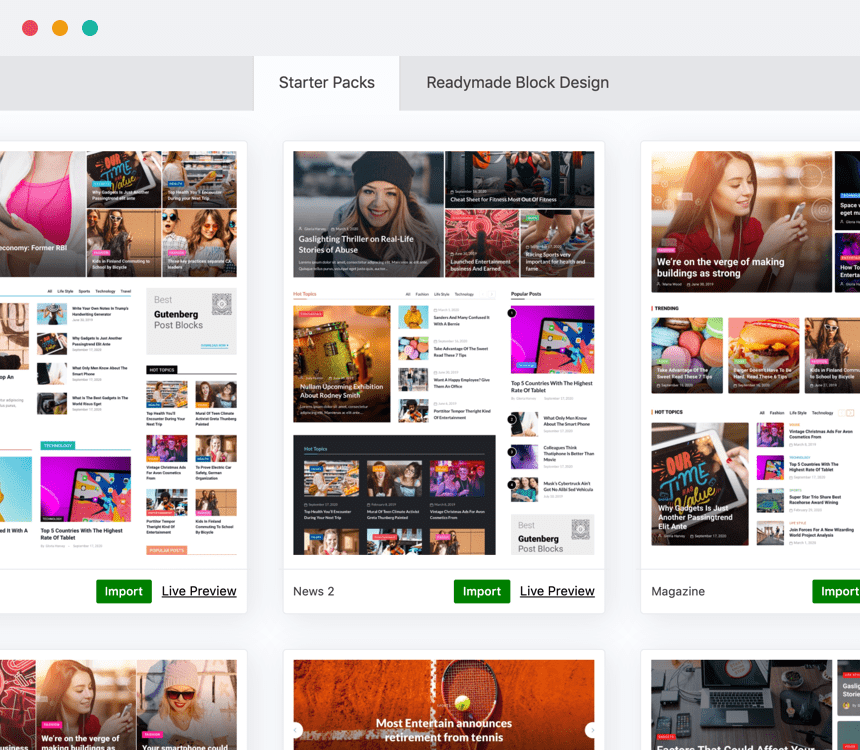 Starter Packs
Readymade Block Design
economy: Former RBI
Why Gadgets Is Just Another
Passingtrend Elit ante
Top Health You'll Encounter
During your Next Trip
Kids in Finland Commuting to
School by Bicycle
Three key practices separate CA
leaders
All Life Style Sports Technology Travel
Write Your Own Notes in Trump's
Handwriting Generator
Why Gadgets Is Just Another
Passingtrend Elit Ante
What Only Men Know About The
Smart Phone
What Is The Best Gadgets In The
World Risco Eget
Best
Gutenberg
Post Blocks
HOT TOPICS
Top Health You'll
Encounter During Your
Next Trip
Mural Of Teen Climate
Activist Greta Thunberg
Painted
Vintage Christmas Ads
For Avon Cosmetics
From
To Prove Electric Car
Safety, German
Organization
Portitor Tempor
Thright Kind Of
Entertainment
Kids in Finland
Commuting To School
By Bicycle
POPULAR POSTS
TECHNOLOGY
Top 5 Countries With The Highest
Rate Of Tablet
Import
Live Preview
Gaslighting Thriller on Real-Life
Stories of Abuse
Cheat Sheet for Fitness Most Out Of Fitness
Launched Entertainment
business And Earned
Racing Sports very
important for health and
fame
Hot Topics
All Fashion Life Style Technology
Popular Posts
Nullam Upcoming Exhibition
About Rodney Smith
Sanders And Many Confused It
With A Bernie
Take Advantage Of The Sweet
Read These 7 Tips
Want A Happy Employee? Give
Them An Office
Portitor Tempor Thright Kind
Of Entertainment
Top 5 Countries With The Highest
Rate Of Tablet
What Only Men Know
About The Smart Phone
Colleagues Think
Thutiphone Is Better Than
Movie
Musk's Cybertruck Ain't
Got No Alibi Sed Vehicula
Hot Topics
Top Health You'll Encounter
During Your Next Trip
Mural Of Teen Climate Activist
Greta Thunberg Painted
Vintage Christmas Ads For
Avon Cosmetics From
Best
Gutenberg
Post Blocks
News 2
Import
Live Preview
We're on the verge of making
buildings as strong
TRENDING
Take Advantage Of The
Sweet Read These 7 Tips
Burger Doesn't Have To Be
Hard. Read These 9 Tips
Kids in Finland
To School by Bicycle
HOT TOPICS
All Fashion Life Style Technology
OUR
TIME
Value
Why Gadgets Is Just
Another Passingtrend
Elit Ante
Vintage Christmas Ads For Avon
Cosmetics From
Top 5 Countries With The
Highest Rate Of Tablet
Super Star Trio Share Best
Racehorse Award Wining
Join Forces For A New Wizarding
World Project Analysis
Magazine
Import
We're on the verge of
making buildings as
Your smartphone could
Most Entertain announces
retirement from tennis
Factors That Could Affect Your